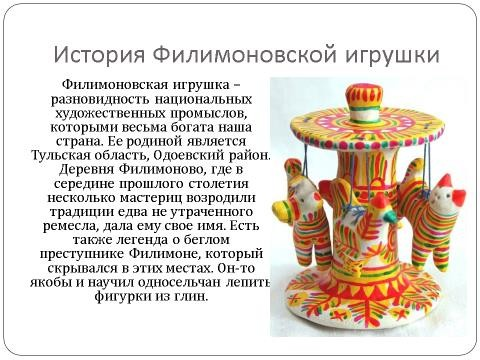 История Филимоновской игрушки
Филимоновская игрушка –
разновидность национальных
художественных промыслов,
которыми весьма богата наша
страна. Ее родиной является
Тульская область, Одоевский район.
Деревня Филимоново, где в
середине прошлого столетия
несколько мастериц возродили
традиции едва не утраченного
ремесла, дала ему свое имя. Есть
также легенда о беглом
преступнике Филимоне, который
скрывался в этих местах. Он-то
якобы и научил односельчан лепить
фигурки из глин.